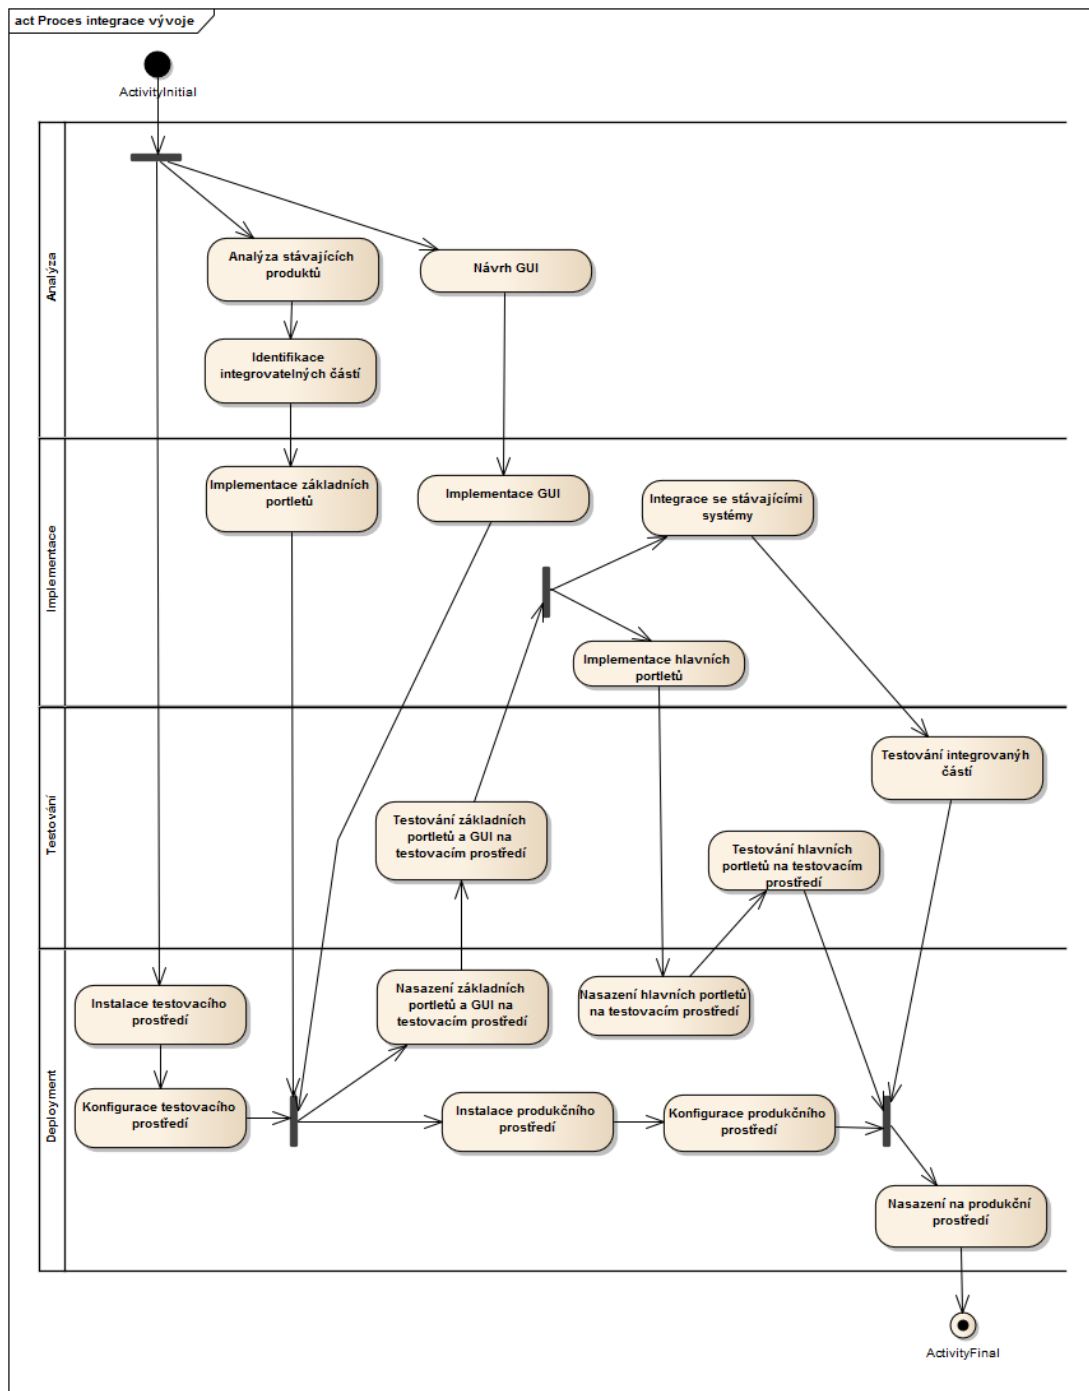 act Proces integrace vývoje
ActivityInitial
Analýza
Analýza stávajících
produktů
Návrh GUI
Identifikace
integrovatelných částí
Implementace
Implementace základních
portletů
Implementace GUI
Integrace se stávajícími
systémy
Implementace hlavních
portletů
Testování
Testování integrovanýh
částí
Testování základních
portletů a GUI na
testovacím prostředí
Testování hlavních
portletů na testovacím
prostředí
Deployment
Instalace testovacího
prostředí
Nasazení základních
portletů a GUI na
testovacím prostředí
Nasazení hlavních portletů
na testovacím prostředí
Konfigurace testovacího
prostředí
Instalace produkčního
prostředí
Konfigurace produkčního
prostředí
Nasazení na produkční
prostředí
ActivityFinal